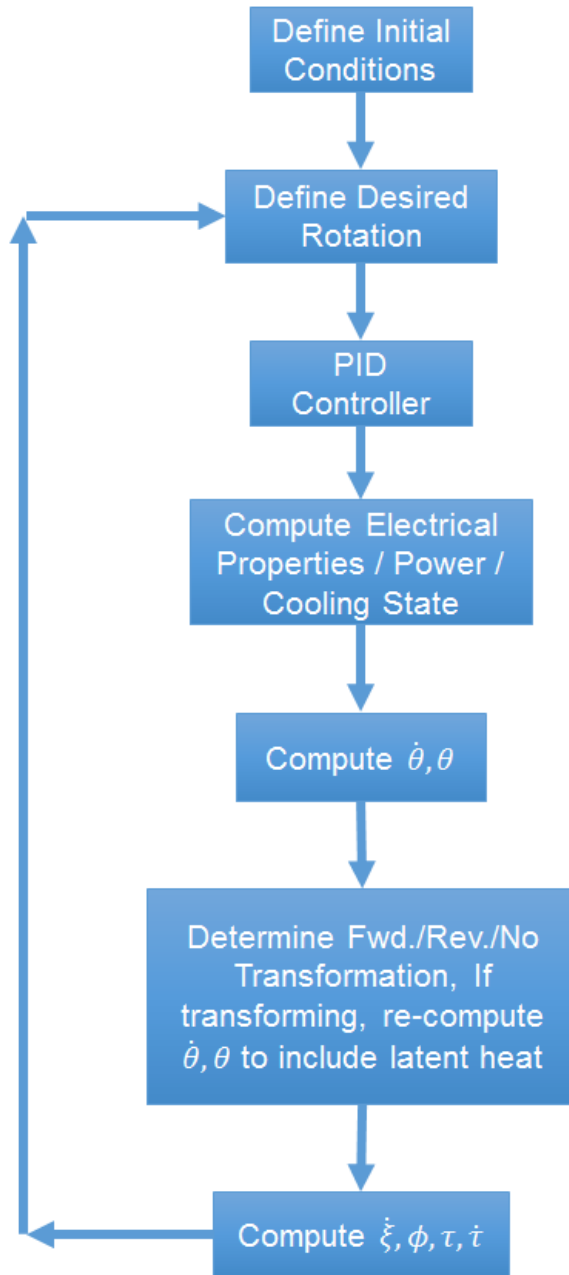 Define Initial
Conditions
Define Desired
Rotation
PID
Controller
Compute Electrical
Properties / Power /
Cooling State
Compute θ̇, θ
Determine Fwd./Rev./No
Transformation, If
transforming, re-compute
θ̇, θ to include latent heat
Compute ξ̇, ϕ, τ, τ̇